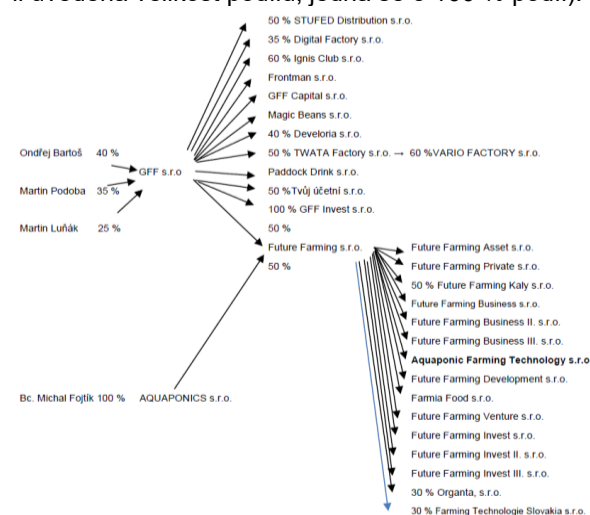 uvedena velikost podílu, jedná se o 100 % podíl).
50 % STUFED Distribution s.r.o.
35 % Digital Factory s.r.o.
60 % Ignis Club s.r.o.
Frontman s.r.o.
GFF Capital s.r.o.
Magic Beans s.r.o.
40 % Develoria s.r.o.
Ondřej Bartoš 40 %
50 % TWATA Factory s.r.o. → 60 %VARIO FACTORY s.r.o.
GFF s.r.o
Paddock Drink s.r.o.
Martin Podoba 35 %
50 %Tvůj účetní s.r.o.
100 % GFF Invest s.r.o.
Martin Luňák 25 %
50 %
Future Farming s.r.o.
50 %
Future Farming Asset s.r.o.
Future Farming Private s.r.o.
50 % Future Farming Kaly s.r.o.
Future Farming Business s.r.o.
Future Farming Business II. s.r.o.
Future Farming Business III. s.r.o.
Aquaponic Farming Technology s.r.o
Future Farming Development s.r.o.
Bc. Michal Fojtík 100 % AQUAPONICS s.r.o.
Farmia Food s.r.o.
Future Farming Venture s.r.o.
Future Farming Invest s.r.o.
Future Farming Invest II. s.r.o.
Future Farming Invest III. s.r.o.
30 % Organta, s.r.o.
30 % Farming Technologie Slovakia s.r.o.